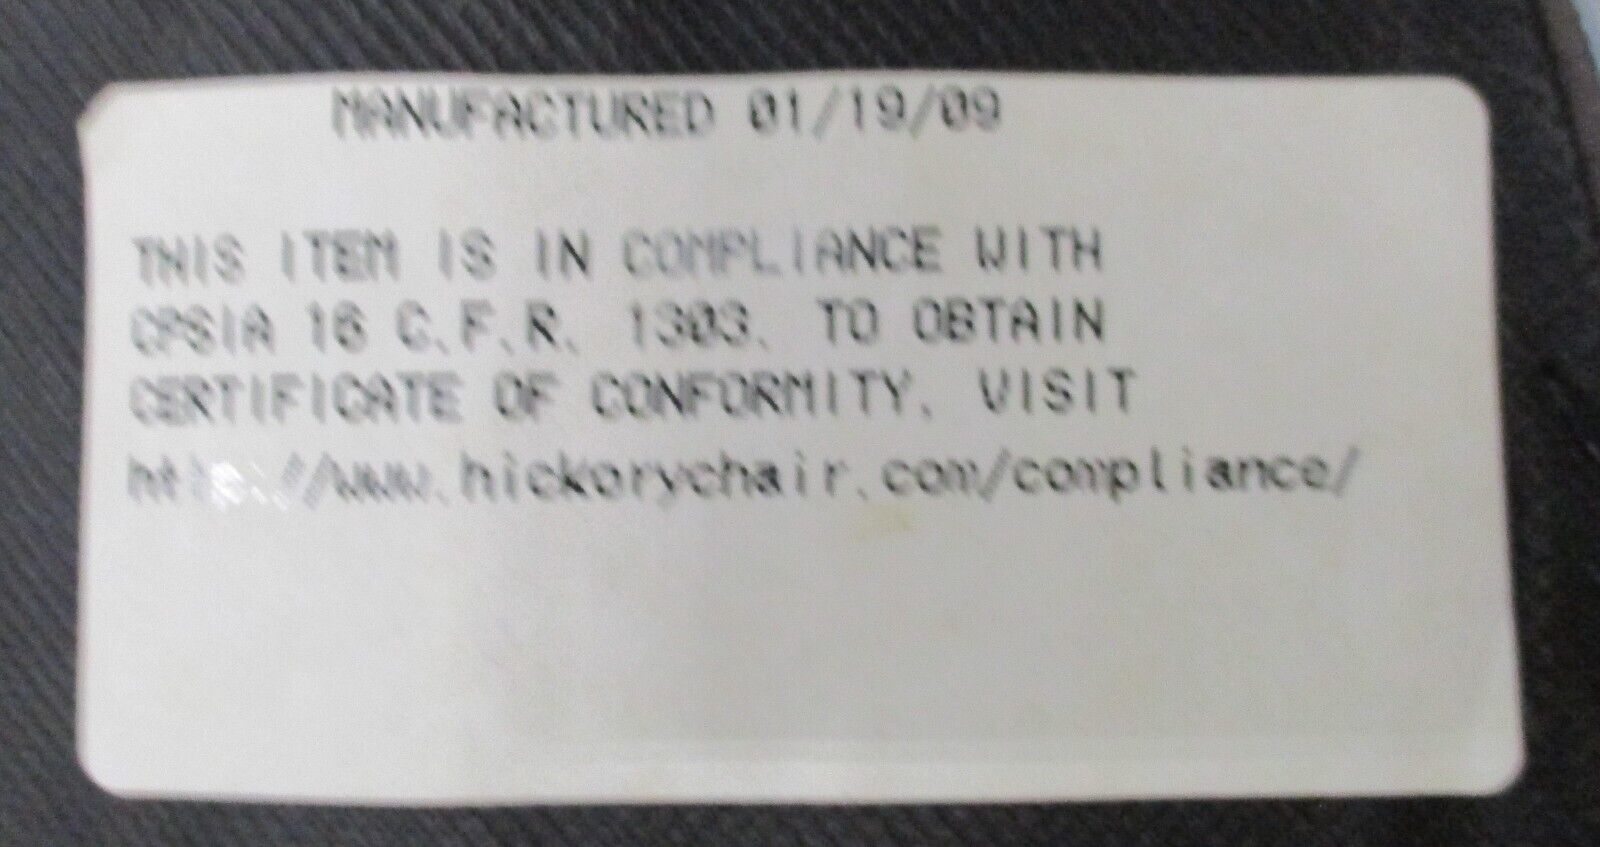 MANUFACTURED 01/19/09
THIS ITEM IS IN COMPLIANCE WITH
CPSIA 16 C.F.R. 1303. TO OBTAIN
CERTIFICATE OF CONFORMITY, VISIT
http://www.hickorychair.com/compliance/